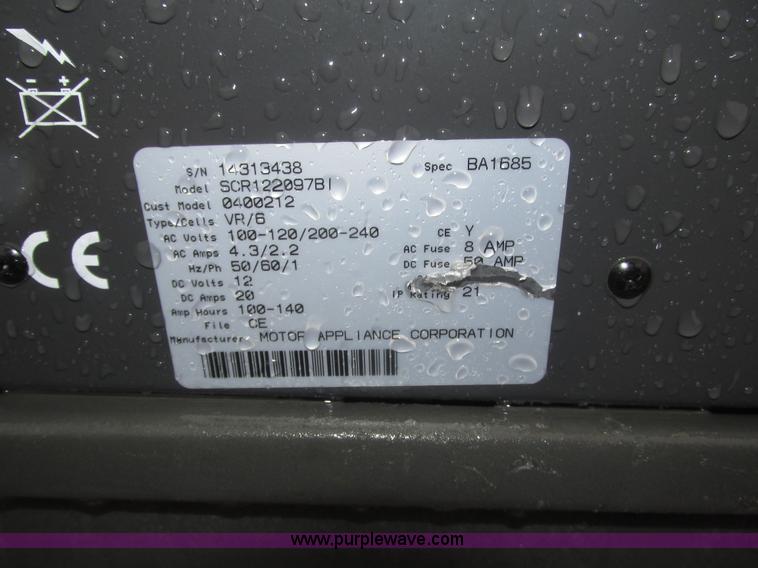 S/N 14313438 Spec BA1685
Model SCR122097BI
Cust Model 0400212
Type/Cells VR/6
AC Volts 100-120/200-240 CE Y
AC Amps 4.3/2.2 AC Fuse 8 AMP
Hz/Ph 50/60/1 DC Fuse 50 AMP
DC Volts 12
DC Amps 20 IP Rating 21
Amp Hours 100-140
File CE
Manufacturer MOTOR APPLIANCE CORPORATION
CE
www.purplewave.com